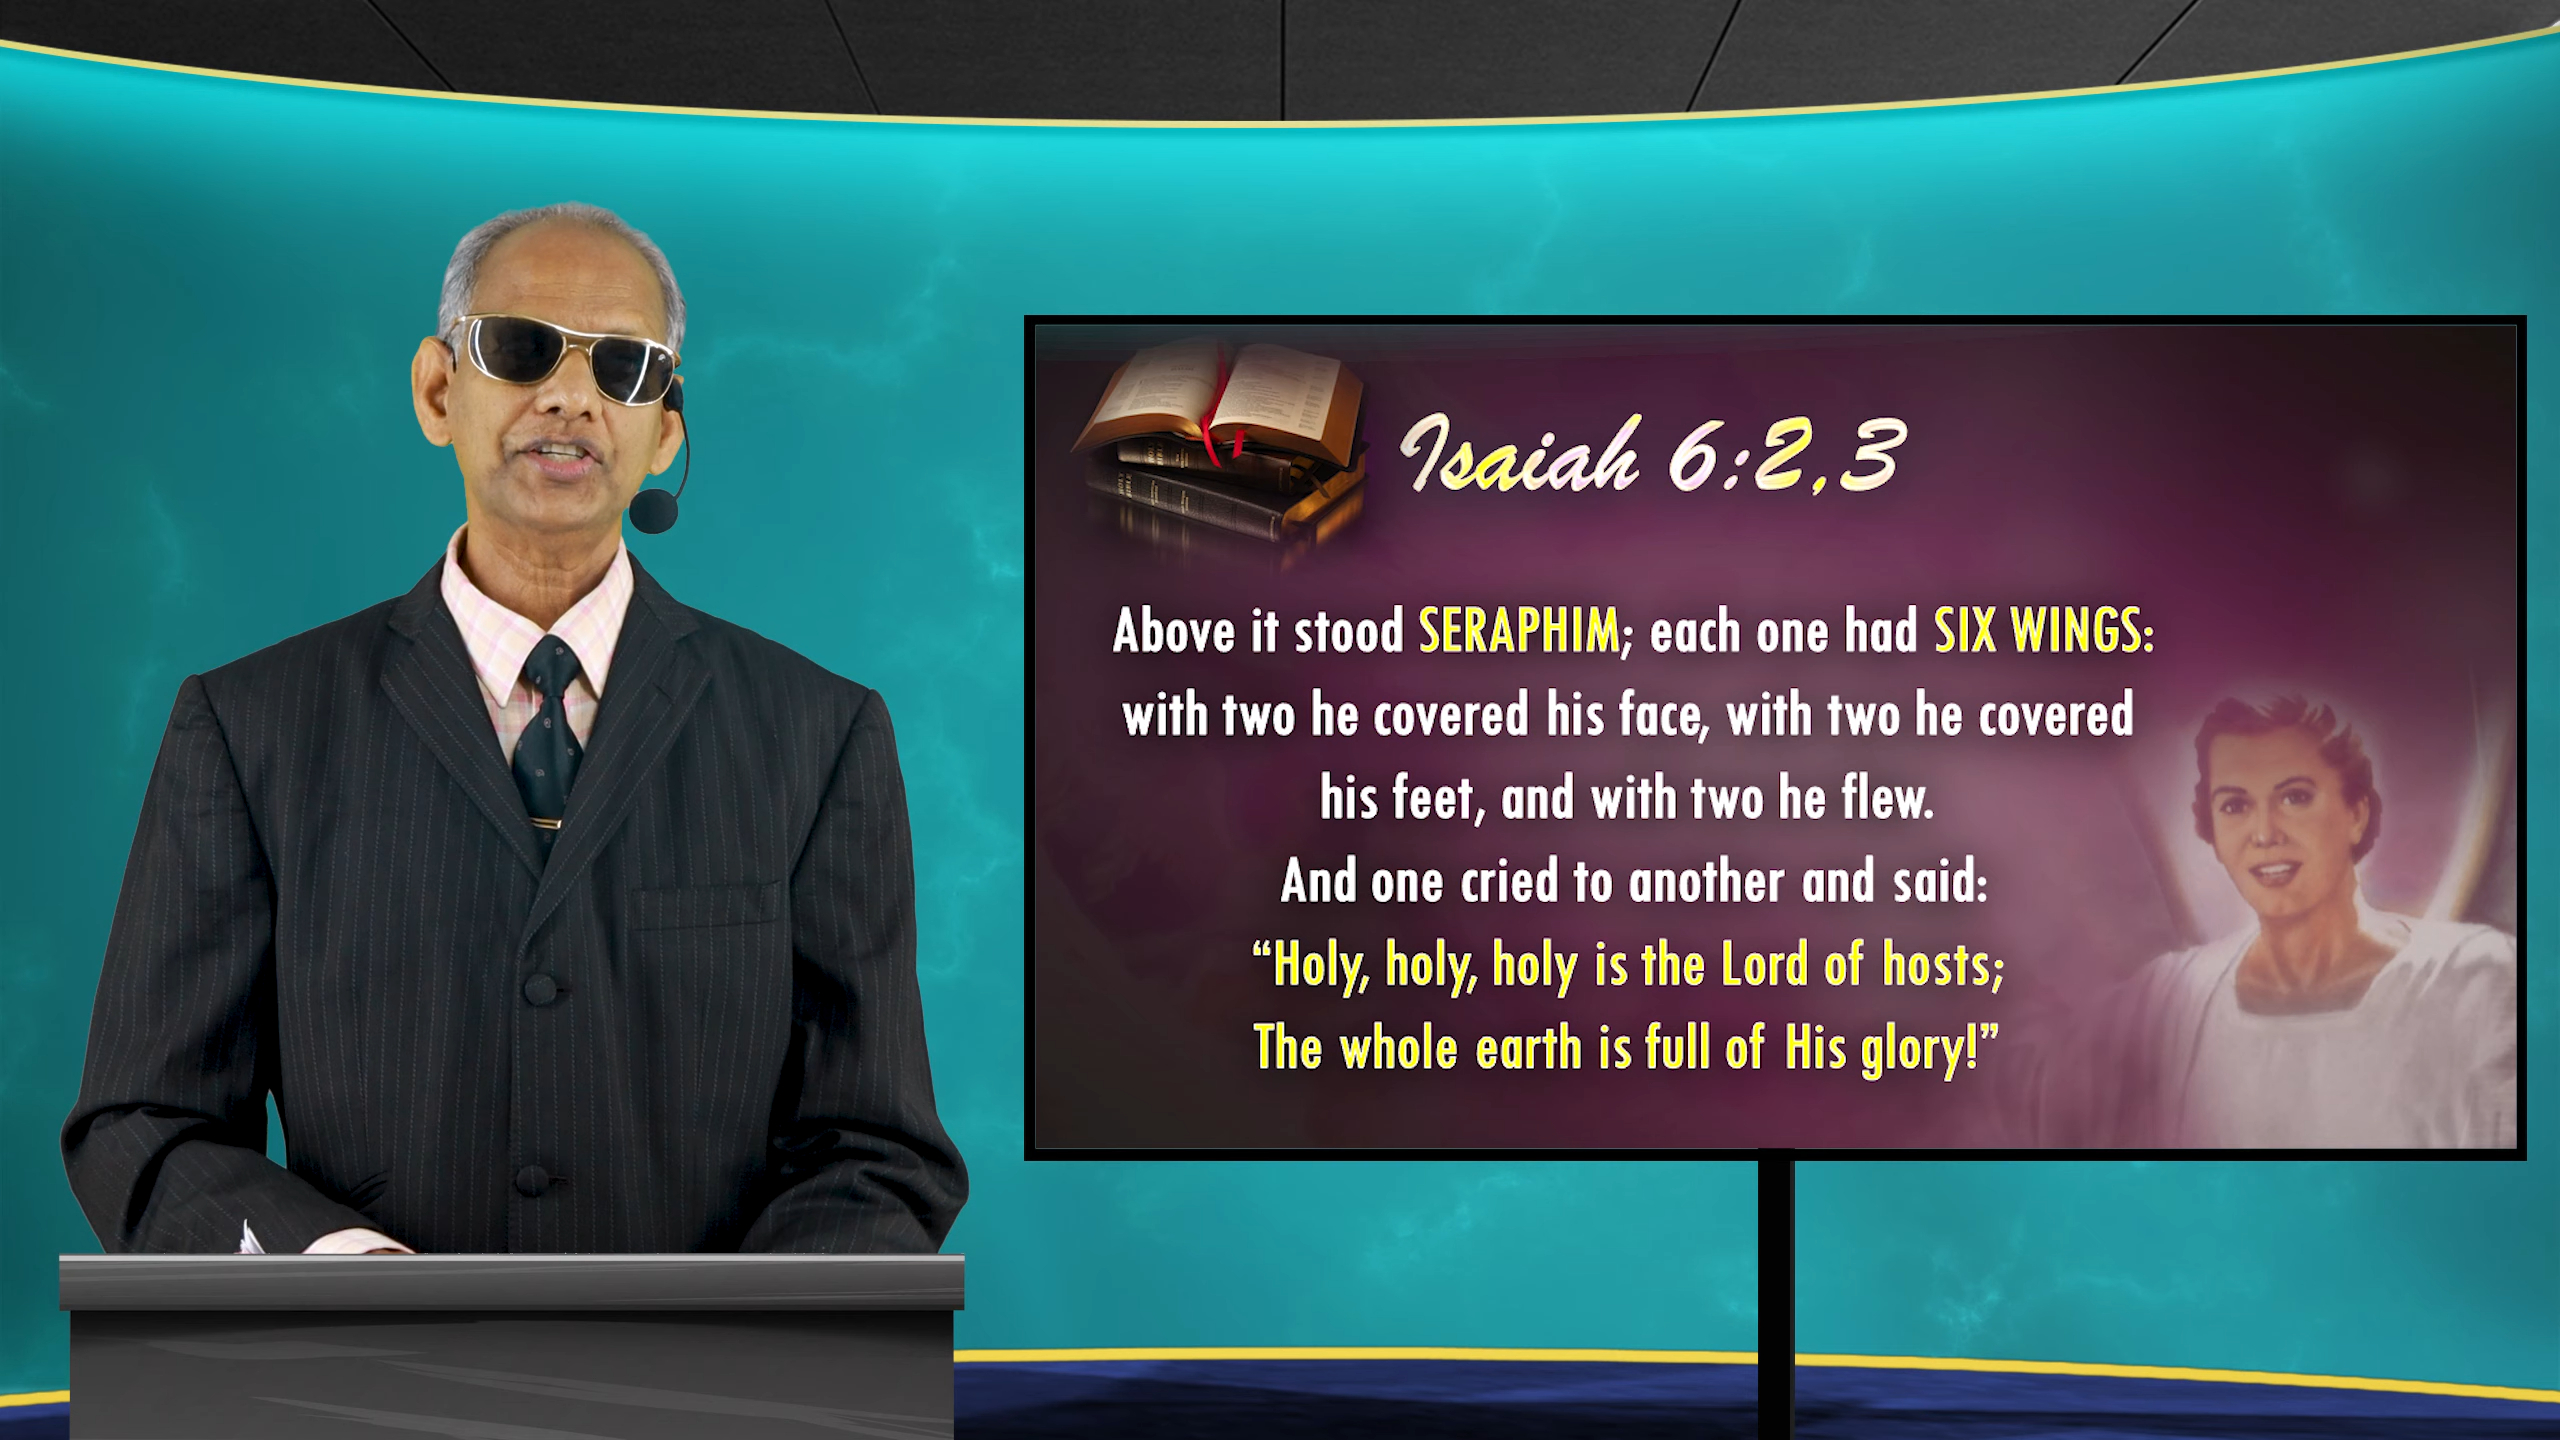 Isaiah 6:2,3
Above it stood SERAPHIM; each one had SIX WINGS:
with two he covered his face, with two he covered
his feet, and with two he flew.
And one cried to another and said:
“Holy, holy, holy is the Lord of hosts;
The whole earth is full of His glory!”